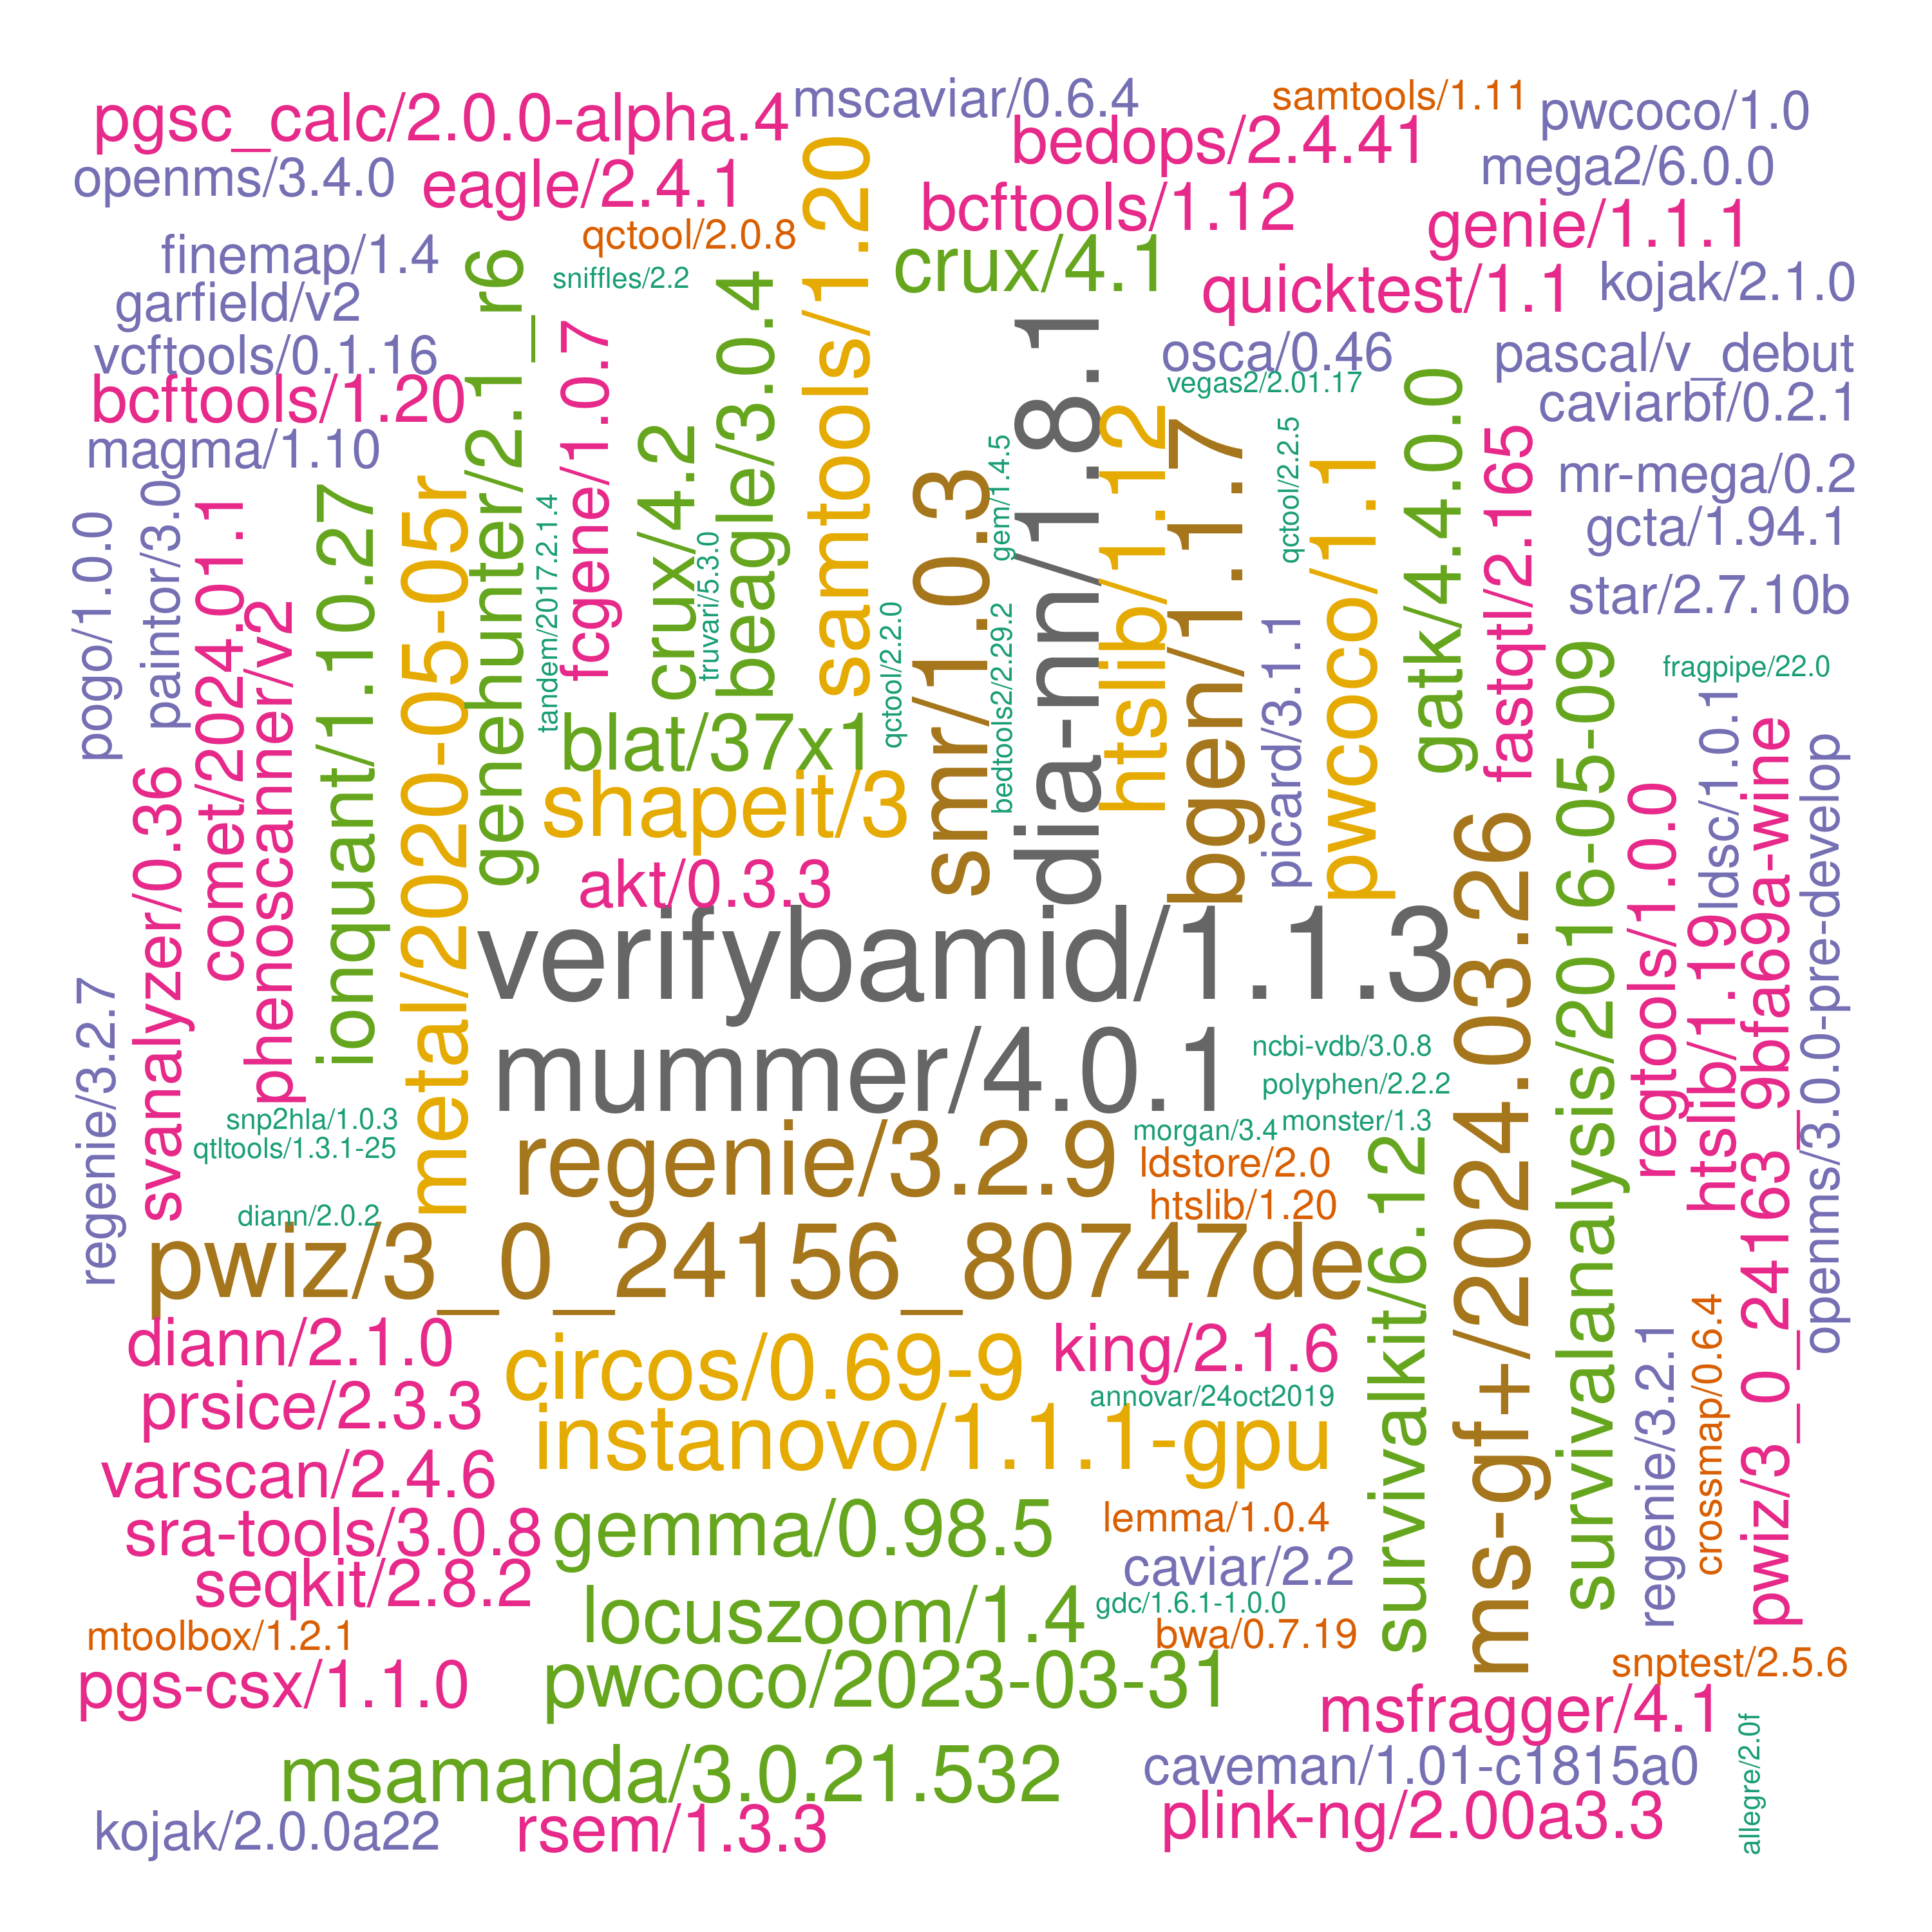 pgsc_calc/2.0.0-alpha.4
mscaviar/0.6.4
samtools/1.11
pwcoco/1.0
bedops/2.4.41
openms/3.4.0
eagle/2.4.1
samtools/1.20
mega2/6.0.0
bcftools/1.12
genie/1.1.1
qctool/2.0.8
finemap/1.4
sniffles/2.2
crux/4.1
quicktest/1.1
kojak/2.1.0
garfield/v2
genehunter/2.1_r6
beagle/3.0.4
vcftools/0.1.16
fcgene/1.0.7
dia-nn/1.8.1
osca/0.46
pascal/v_debut
vegas2/2.01.17
bcftools/1.20
caviarbf/0.2.1
magma/1.10
crux/4.2
htslib/1.12
bgen/1.1.7
gatk/4.4.0.0
qctool/2.2.5
fastqtl/2.165
mr-mega/0.2
gem/1.4.5
pwcoco/1.1
smr/1.0.3
paintor/3.0
comet/2024.01.1
ionquant/1.10.27
metal/2020-05-05r
tandem/2017.2.1.4
pogo/1.0.0
gcta/1.94.1
truvari/5.3.0
star/2.7.10b
phenoscanner/v2
qctool/2.2.0
bedtools2/2.29.2
picard/3.1.1
survivalanalysis/2016-05-09
fragpipe/22.0
ldsc/1.0.1
blat/37x1
pwiz/3_0_24163_9bfa69a-wine
openms/3.0.0-pre-develop
svanalyzer/0.36
shapeit/3
regtools/1.0.0
ms-gf+/2024.03.26
akt/0.3.3
htslib/1.19
verifybamid/1.1.3
regenie/3.2.7
mummer/4.0.1
ncbi-vdb/3.0.8
polyphen/2.2.2
snp2hla/1.0.3
monster/1.3
morgan/3.4
qtltools/1.3.1-25
regenie/3.2.9
survivalkit/6.12
ldstore/2.0
htslib/1.20
diann/2.0.2
pwiz/3_0_24156_80747de
crossmap/0.6.4
regenie/3.2.1
diann/2.1.0
circos/0.69-9
king/2.1.6
annovar/24oct2019
prsice/2.3.3
instanovo/1.1.1-gpu
varscan/2.4.6
sra-tools/3.0.8
gemma/0.98.5
lemma/1.0.4
caviar/2.2
seqkit/2.8.2
locuszoom/1.4
gdc/1.6.1-1.0.0
mtoolbox/1.2.1
bwa/0.7.19
snptest/2.5.6
pgs-csx/1.1.0
pwcoco/2023-03-31
msfragger/4.1
allegre/2.0f
msamanda/3.0.21.532
caveman/1.01-c1815a0
kojak/2.0.0a22
rsem/1.3.3
plink-ng/2.00a3.3